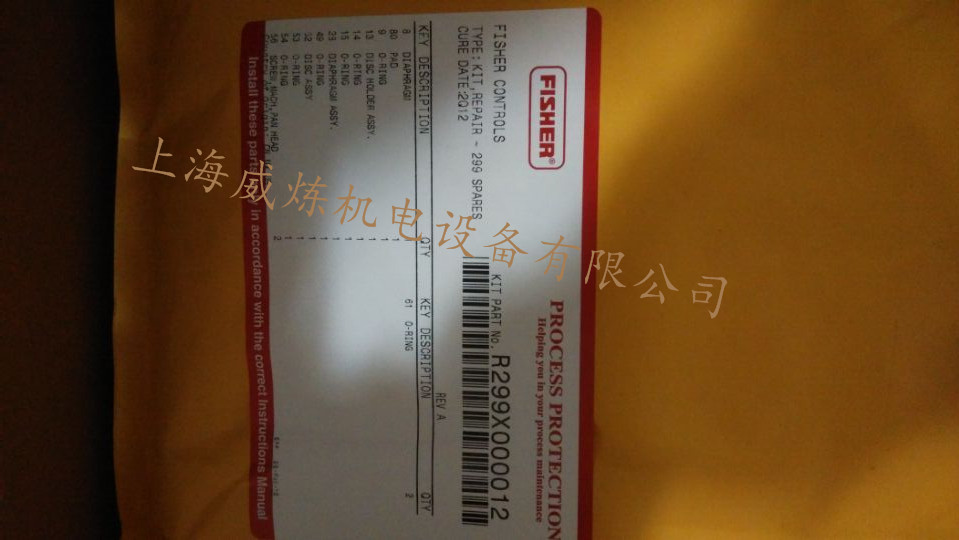 FISHER®
PROCESS PROTECTION
Helping you in your process maintenance
FISHER CONTROLS
TYPE: KIT, REPAIR - 299 SPARES
CURE DATE: 2Q12
KIT PART NO. R299X000012
REV A
KEY DESCRIPTION QTY KEY DESCRIPTION QTY
8 DIAPHRAGM 1 61 O-RING 2
80 PAD 1
9 O-RING 1
13 DISC HOLDER ASSY. 1
14 O-RING 1
15 O-RING 1
23 DIAPHRAGM ASSY. 1
49 O-RING 1
32 DISC ASSY 1
53 O-RING 1
54 O-RING 1
56 SCREW,MACH,PAN HEAD 2
Install these parts in accordance with the correct Instructions Manual
上海威炼机电设备有限公司